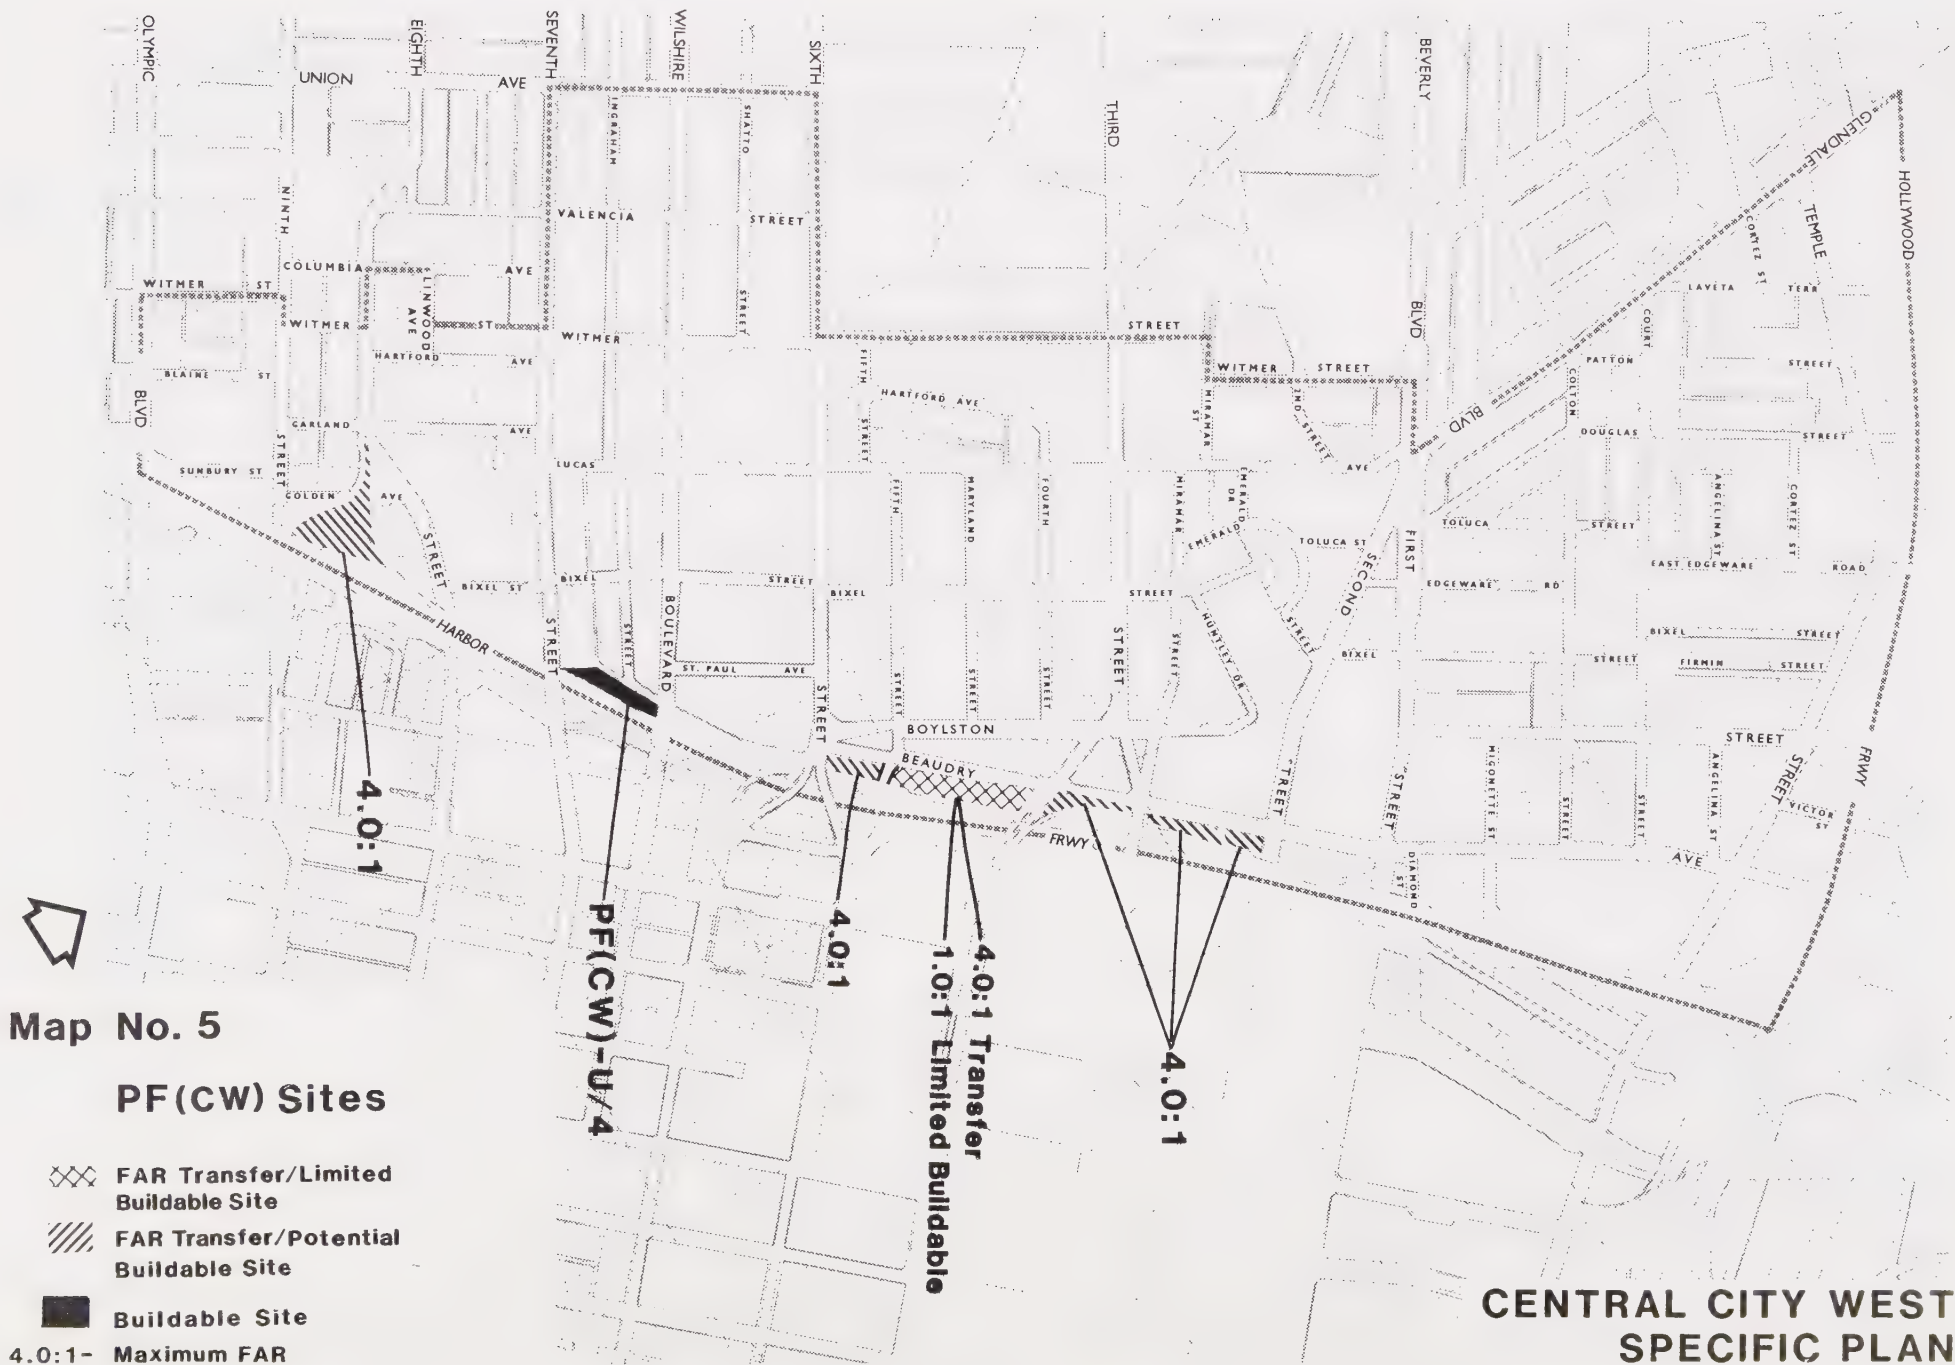 OLYMPIC
EIGHTH
SEVENTH
WILSHIRE
SIXTH
BEVERLY
UNION AVE
INGRAHAM
SHATTO
THIRD
GLENDALE
HOLLYWOOD
NINTH
VALENCIA STREET
CORTEZ ST
TEMPLE
COLUMBIA AVE
WITMER ST
LINWOOD AVE
STREET
LAVETA TERR
WITMER ST
WITMER STREET
BLVD
COURT
HARTFORD AVE
FIFTH
STREET
WITMER STREET
PATTON STREET
BLAINE ST
BLVD
HARTFORD AVE
MIRAMAR ST
2ND STREET
BLVD
COLTON
GARLAND AVE
DOUGLAS STREET
STREET
SUNBURY ST
LUCAS AVE
GOLDEN AVE
FIFTH
MARYLAND
FOURTH
MIRAMAR
EMERALD DR
ANGELINA ST
CORTEZ ST
STREET
EMERALD
TOLUCA ST
SECOND
FIRST
TOLUCA STREET
EAST EDGEWARE ROAD
BIXEL ST
BIXEL STREET
BIXEL STREET
EDGEWARE RD
HARBOR
STREET
STREET
BOULEVARD
STREET
STREET
HUNTLEY DR
STREET
BIXEL STREET
BIXEL STREET
FIRMIN STREET
ST. PAUL AVE
STREET
STREET
STREET
STREET
BOYLSTON STREET
BEAUDRY AVE
FRWY
STREET
STREET
MIGONETTE ST
STREET
STREET
ANGELINA ST
STREET
VICTOR ST
FRWY
DIAMOND ST
4.0:1
PF(CW)-U/4
4.0:1
4.0:1 Transfer
1.0:1 Limited Buildable
4.0:1
Map No. 5
PF(CW) Sites
FAR Transfer/Limited
Buildable Site
FAR Transfer/Potential
Buildable Site
Buildable Site
4.0:1- Maximum FAR
CENTRAL CITY WEST
SPECIFIC PLAN